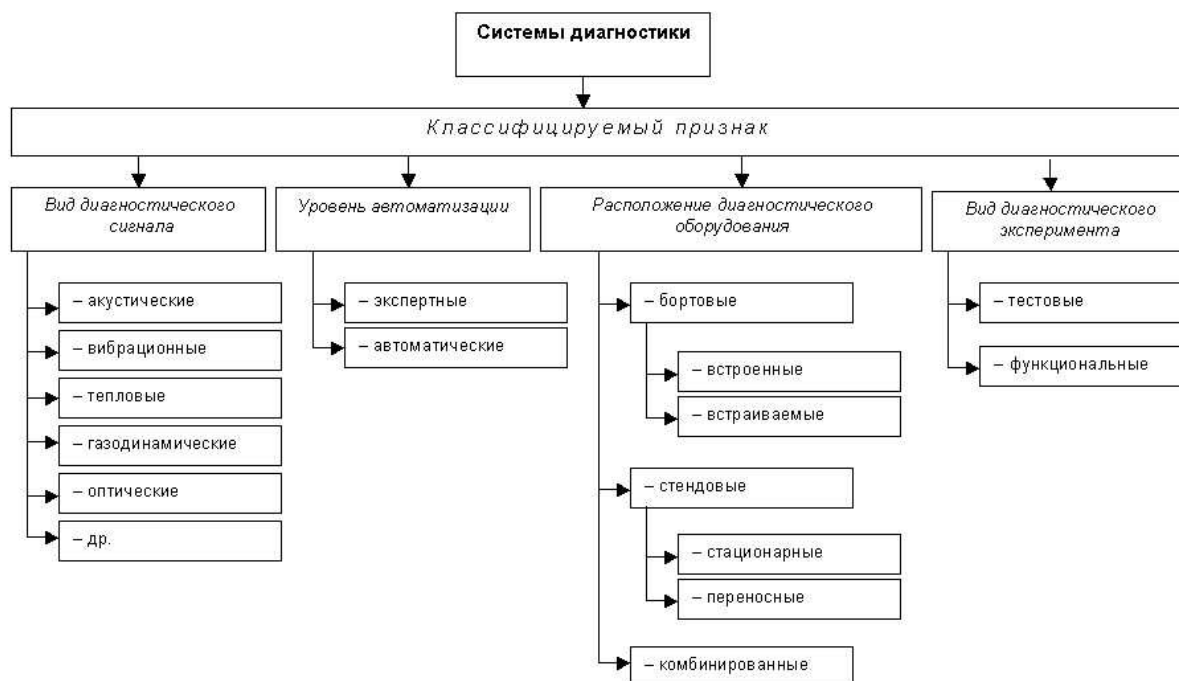 Системы диагностики
Классифицируемый признак
Вид диагностического
сигнала
– акустические
– вибрационные
– тепловые
– газодинамические
– оптические
– др.
Уровень автоматизации
– экспертные
– автоматические
Расположение диагностического
оборудования
– бортовые
– встроенные
– встраиваемые
– стендовые
– стационарные
– переносные
– комбинированные
Вид диагностического
эксперимента
– тестовые
– функциональные